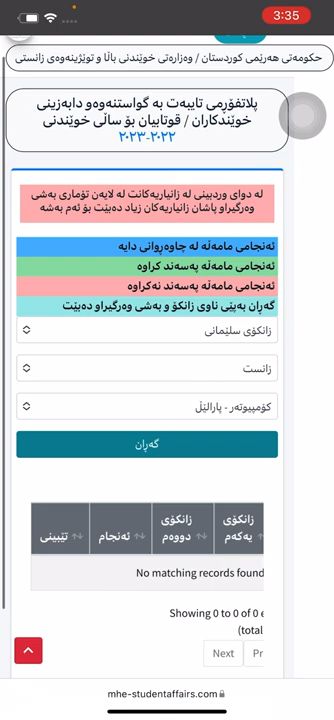 3:35
حکومەتی هەرێمی کوردستان / وەزارەتی خوێندنی باڵا و توێژینەوەی زانستی
پلاتفۆڕمی تایبەت بە گواستنەوەو دابەزینی
خوێندکاران / قوتابیان بۆ ساڵی خوێندنی
٢٠٢٢-٢٠٢٣
لە دوای وردبینی لە زانیاریەکانت لە لایەن تۆماری بەشی
وەرگیراو پاشان زانیاریەکان زیاد دەبێت بۆ ئەم بەشە
ئەنجامی مامەڵە لە چاوەڕوانی دایە
ئەنجامی مامەڵە پەسەند کراوە
ئەنجامی مامەڵە پەسەند نەکراوە
گەڕان بەپێی ناوی زانکۆ و بەشی وەرگیراو دەبێت
زانکۆی سلێمانی
زانست
کۆمپیوتەر - پارالێل
گەڕان
زانکۆی یەکەم
زانکۆی دووەم
ئەنجام
تێبینی
No matching records found
Showing 0 to 0 of 0 e
(total
Next
Pr
mhe-studentaffairs.com